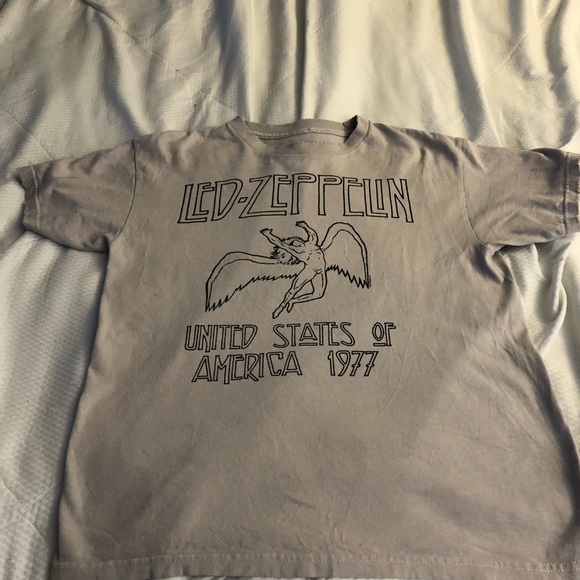 LED-ZEPPELIN
UNITED STATES OF
AMERICA 1977